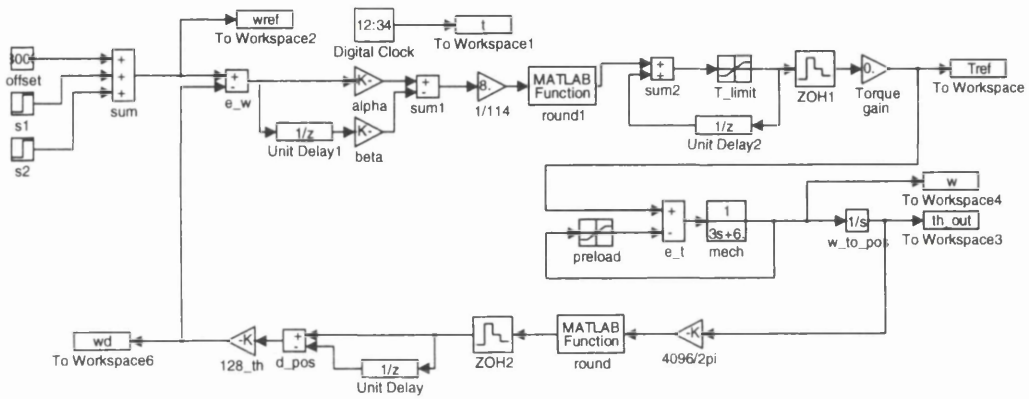 wref
To Workspace2
12:34
Digital Clock
t
To Workspace1
offset
s1
s2
+
+
+
sum
+
-
e_w
K-
alpha
1/z
Unit Delay1
K-
beta
+
-
sum1
8.
1/114
MATLAB
Function
round1
+
+
sum2
T_limit
1/z
Unit Delay2
ZOH1
0.
Torque
gain
Tref
To Workspace
w
To Workspace4
preload
+
-
e_t
1
3s+6.
mech
1/s
w_to_pos
th_out
To Workspace3
wd
To Workspace6
-K
128_th
+
-
d_pos
1/z
Unit Delay
ZOH2
MATLAB
Function
round
-K
4096/2pi